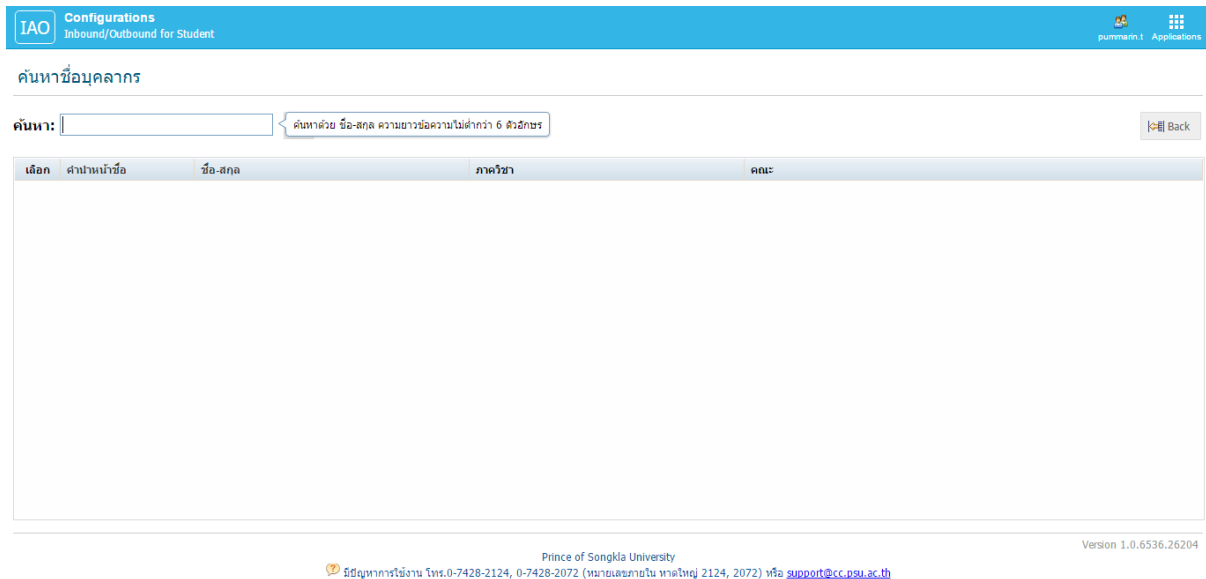 IAO
Configurations
Inbound/Outbound for Student
pummarin.t Applications
ค้นหาชื่อบุคลากร
ค้นหา: ค้นหาด้วย ชื่อ-สกุล ความยาวข้อความไม่ต่ำกว่า 6 ตัวอักษร Back
เลือก คำนำหน้าชื่อ ชื่อ-สกุล ภาควิชา คณะ
Version 1.0.6536.26204
Prince of Songkla University
มีปัญหาการใช้งาน โทร.0-7428-2124, 0-7428-2072 (หมายเลขภายใน หาดใหญ่ 2124, 2072) หรือ support@cc.psu.ac.th